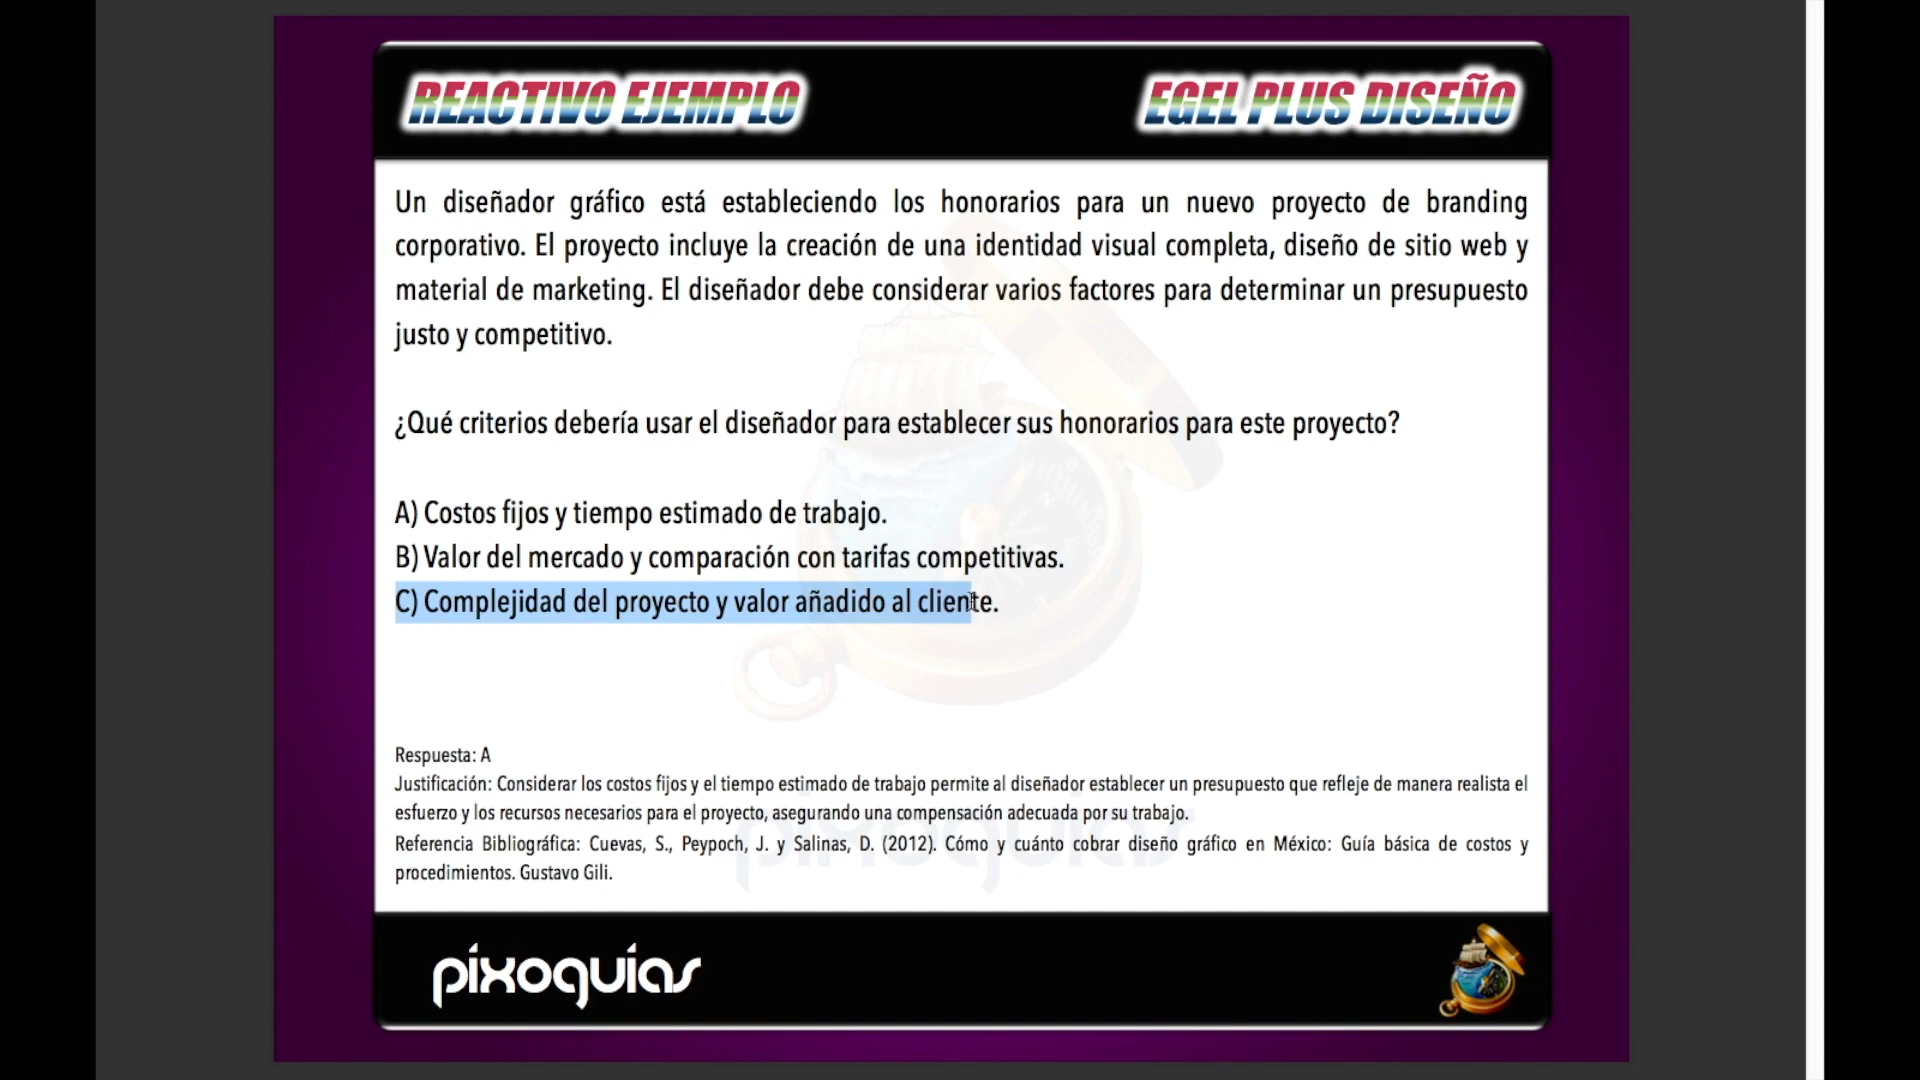 REACTIVO EJEMPLO
EGEL PLUS DISEÑO
Un diseñador gráfico está estableciendo los honorarios para un nuevo proyecto de branding
corporativo. El proyecto incluye la creación de una identidad visual completa, diseño de sitio web y
material de marketing. El diseñador debe considerar varios factores para determinar un presupuesto
justo y competitivo.
¿Qué criterios debería usar el diseñador para establecer sus honorarios para este proyecto?
A) Costos fijos y tiempo estimado de trabajo.
B) Valor del mercado y comparación con tarifas competitivas.
C) Complejidad del proyecto y valor añadido al cliente.
Respuesta: A
Justificación: Considerar los costos fijos y el tiempo estimado de trabajo permite al diseñador establecer un presupuesto que refleje de manera realista el
esfuerzo y los recursos necesarios para el proyecto, asegurando una compensación adecuada por su trabajo.
Referencia Bibliográfica: Cuevas, S., Peypoch, J. y Salinas, D. (2012). Cómo y cuánto cobrar diseño gráfico en México: Guía básica de costos y
procedimientos. Gustavo Gili.
pixoguías
pixoguías